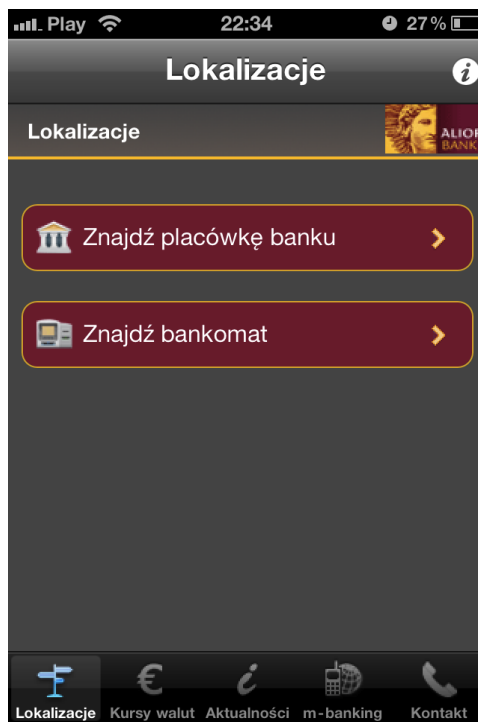 Play 22:34 27%
Lokalizacje
Lokalizacje
ALIOR
BANK
Znajdź placówkę banku
Znajdź bankomat
Lokalizacje Kursy walut Aktualności m-banking Kontakt